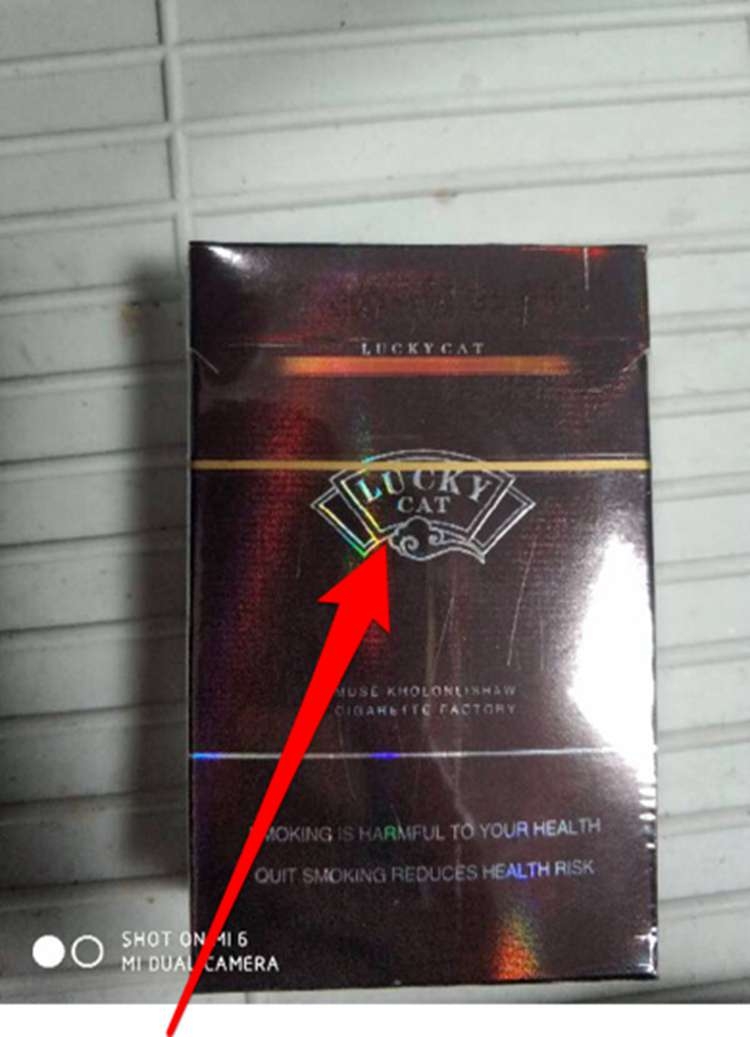 LUCKY CAT
LUCKY
CAT
MUSE KHOLONLISHAW
CIGARETTE FACTORY
SMOKING IS HARMFUL TO YOUR HEALTH
QUIT SMOKING REDUCES HEALTH RISK
SHOT ON MI 6
MI DUAL CAMERA